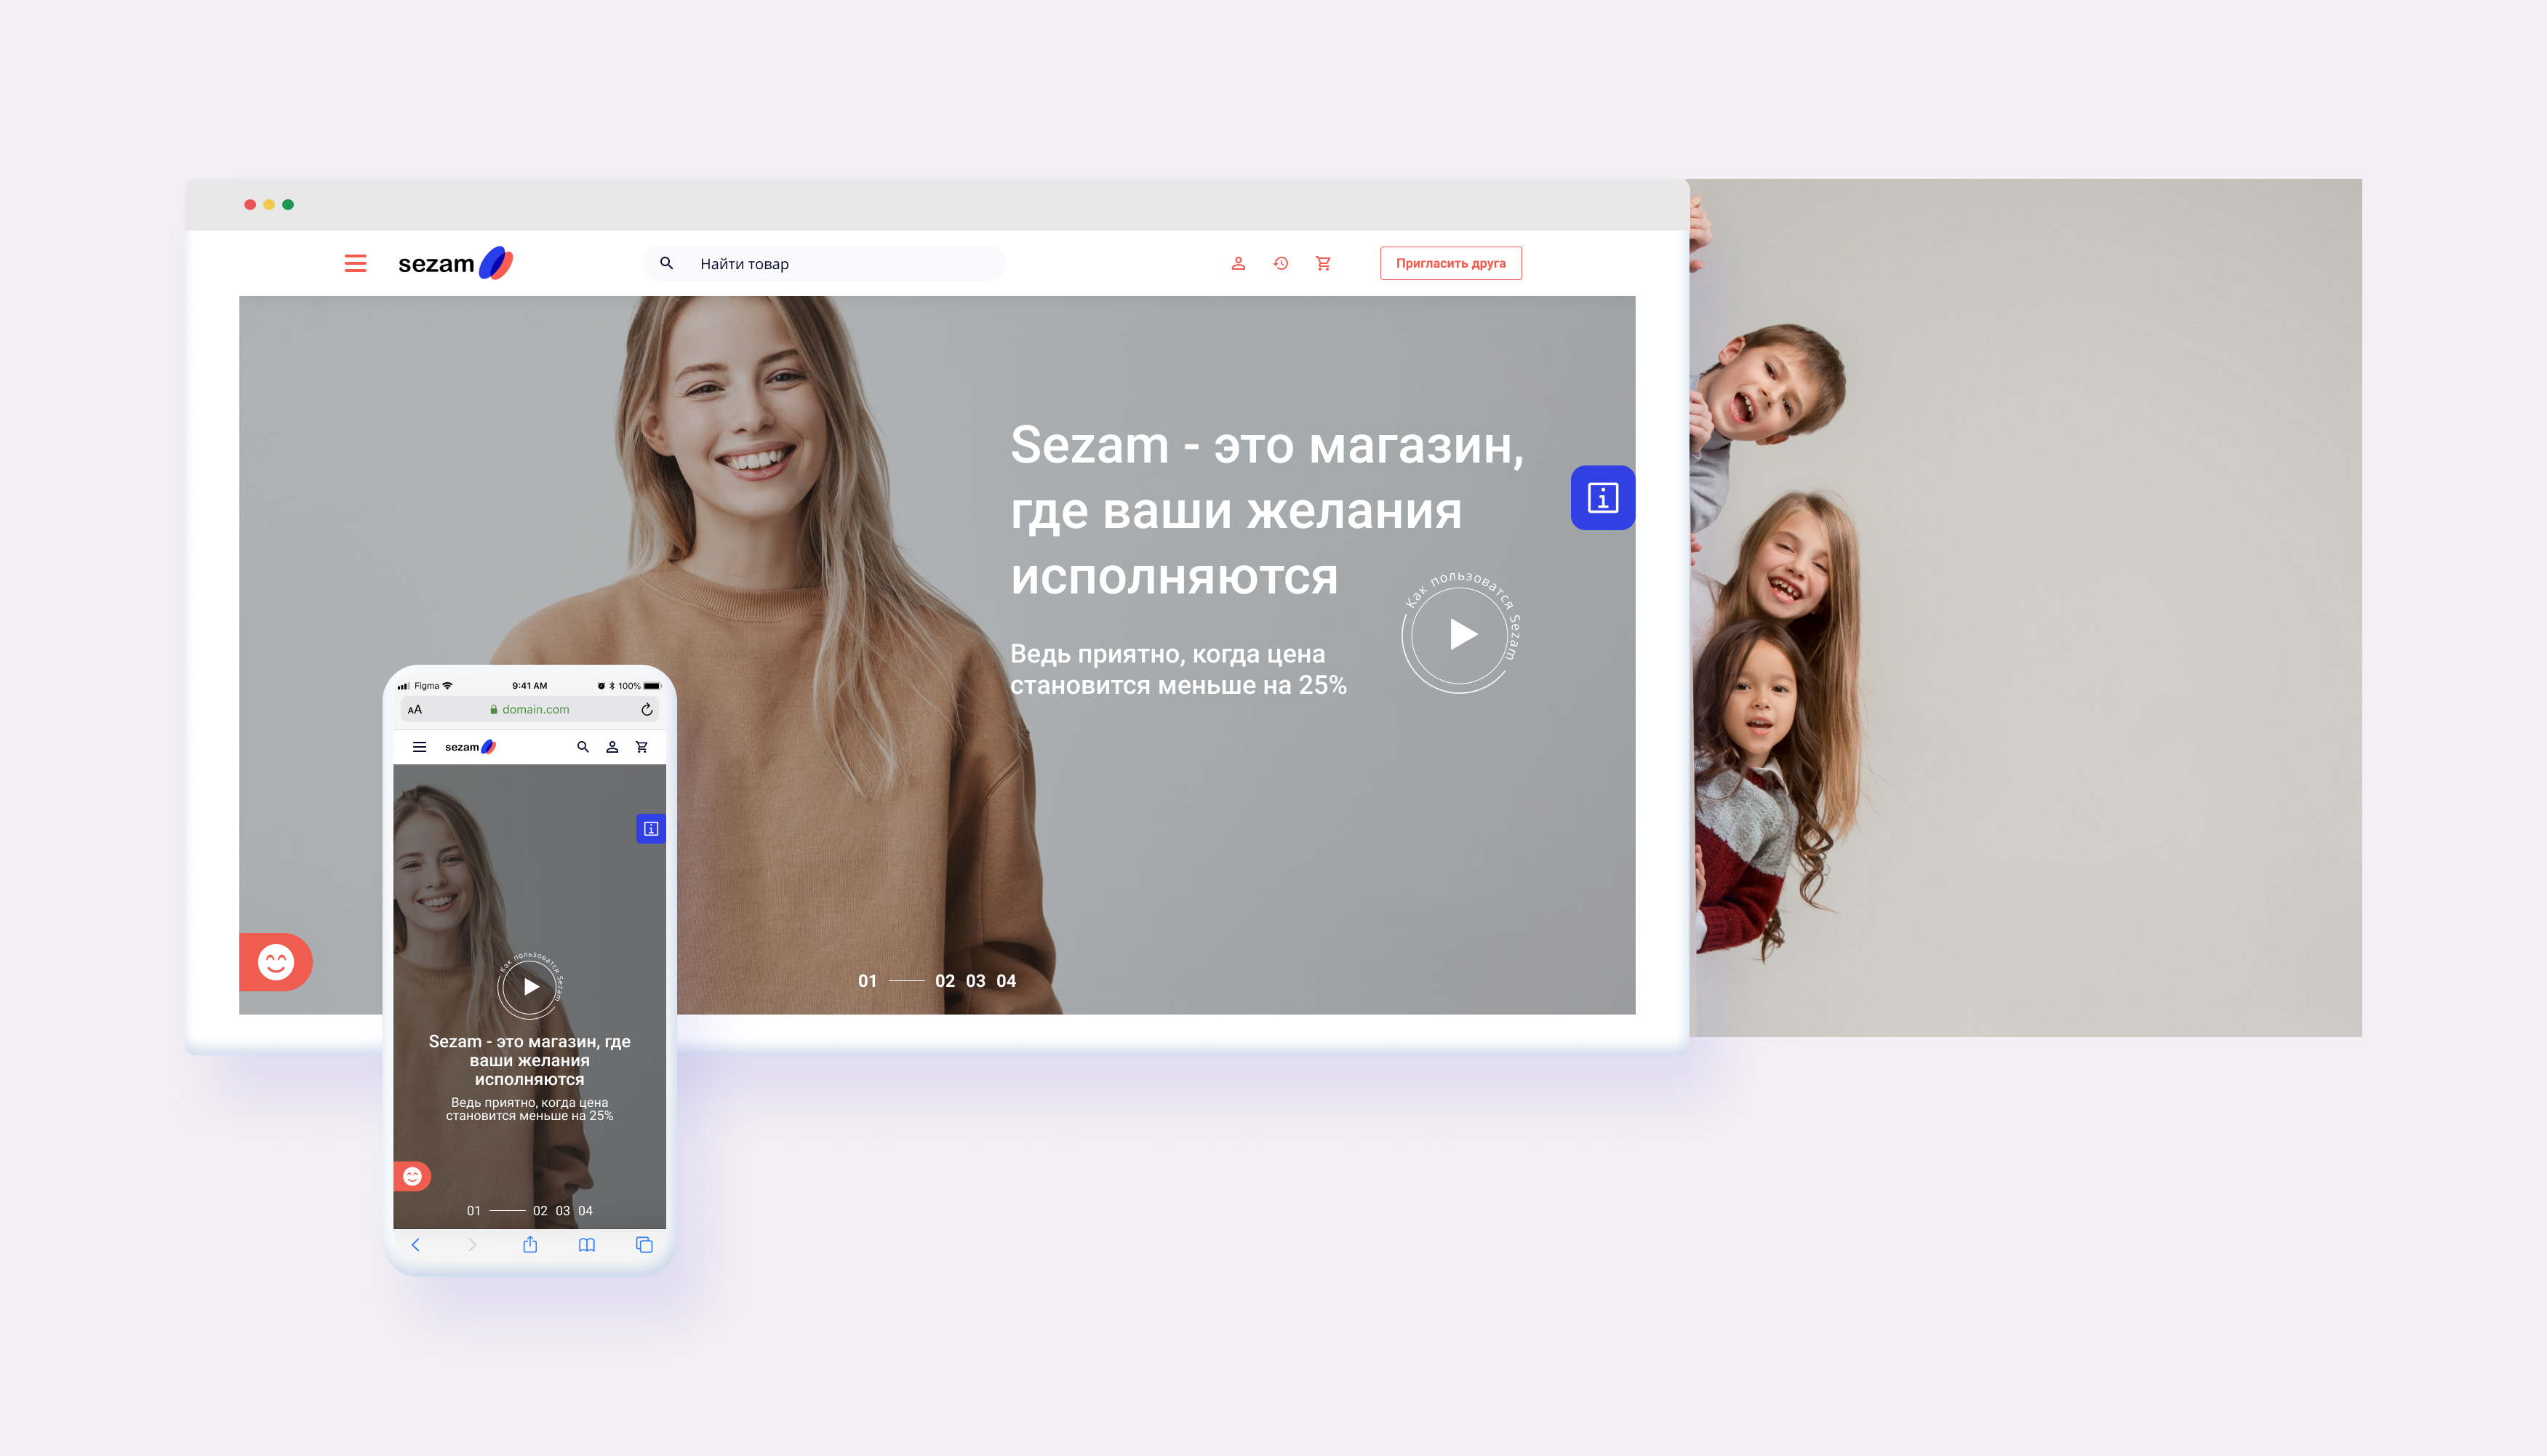 sezam
Найти товар
Пригласить друга
Sezam - это магазин,
где ваши желания
исполняются
Как пользоватся Sezam
Ведь приятно, когда цена
становится меньше на 25%
01 02 03 04
Figma 9:41 AM 100%
AA domain.com
sezam
Как пользоватся Sezam
Sezam - это магазин, где
ваши желания
исполняются
Ведь приятно, когда цена
становится меньше на 25%
01 02 03 04